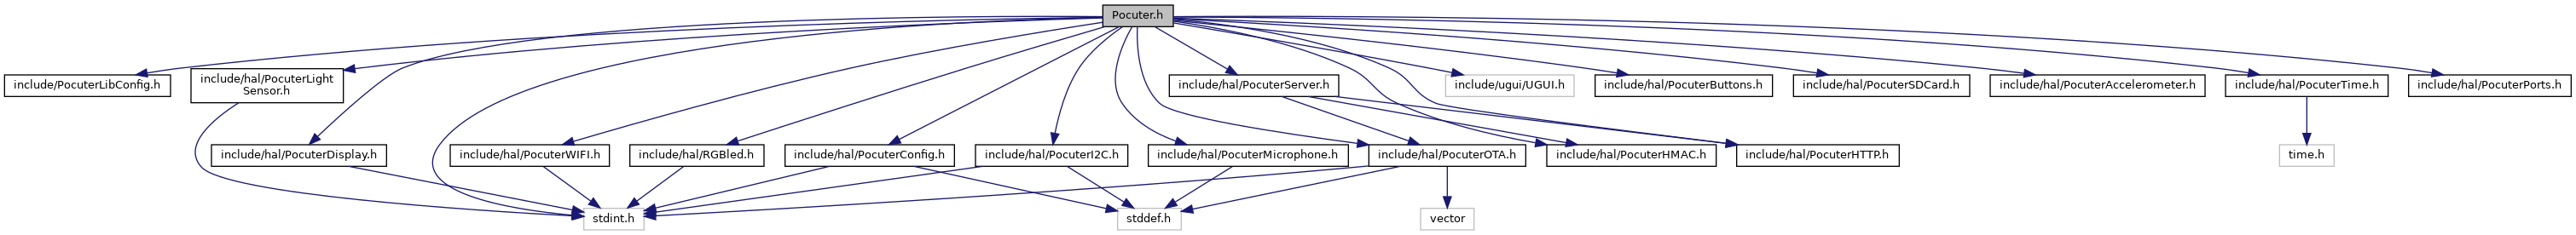 Pocuter.h
include/PocuterLibConfig.h
include/hal/PocuterLight
Sensor.h
include/hal/PocuterServer.h
include/ugui/UGUI.h
include/hal/PocuterButtons.h
include/hal/PocuterSDCard.h
include/hal/PocuterAccelerometer.h
include/hal/PocuterTime.h
include/hal/PocuterPorts.h
include/hal/PocuterDisplay.h
include/hal/PocuterWIFI.h
include/hal/RGBled.h
include/hal/PocuterConfig.h
include/hal/PocuterI2C.h
include/hal/PocuterMicrophone.h
include/hal/PocuterOTA.h
include/hal/PocuterHMAC.h
include/hal/PocuterHTTP.h
time.h
stdint.h
stddef.h
vector